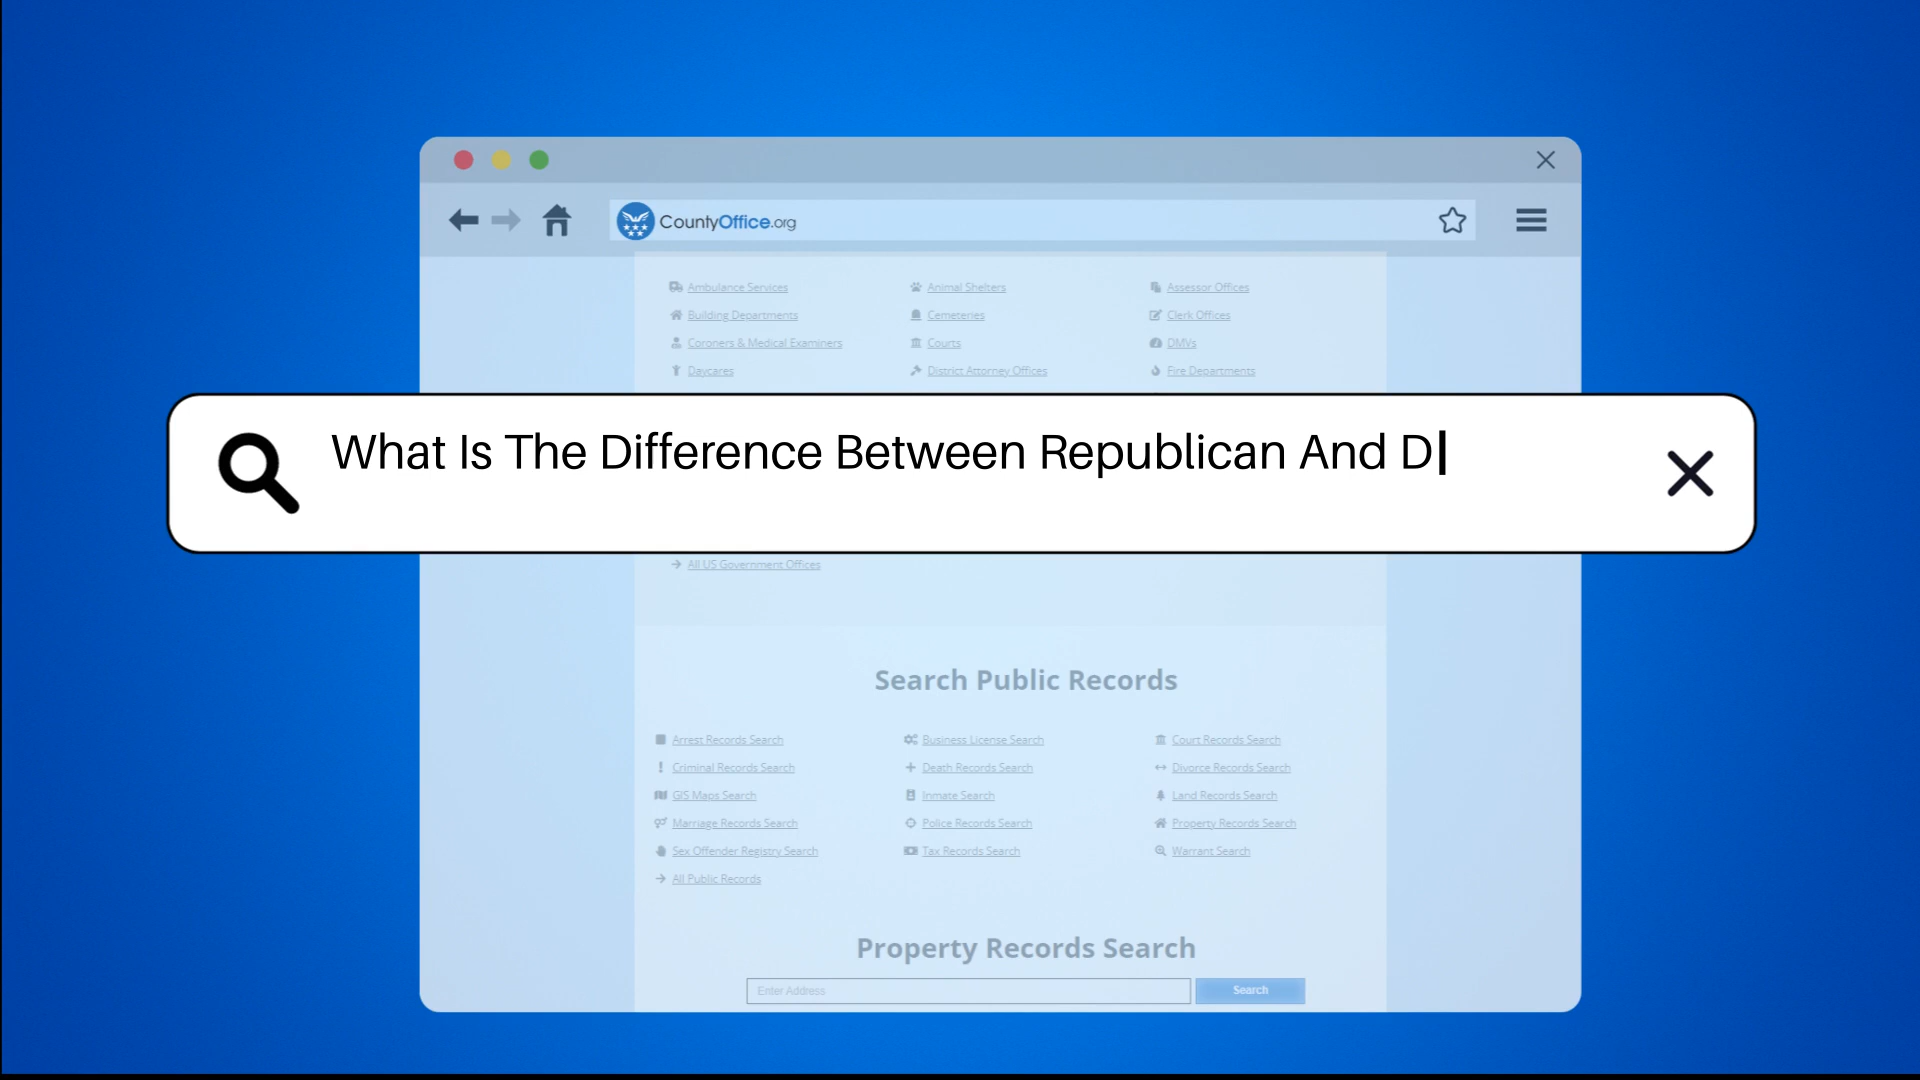 CountyOffice.org
Ambulance Services Animal Shelters Assessor Offices
Building Departments Cemeteries Clerk Offices
Coroners & Medical Examiners Courts DMVs
Daycares District Attorney Offices Fire Departments
What Is The Difference Between Republican And D
All US Government Offices
Search Public Records
Arrest Records Search Business License Search Court Records Search
Criminal Records Search Death Records Search Divorce Records Search
GIS Maps Search Inmate Search Land Records Search
Marriage Records Search Police Records Search Property Records Search
Sex Offender Registry Search Tax Records Search Warrant Search
All Public Records
Property Records Search
Enter Address Search